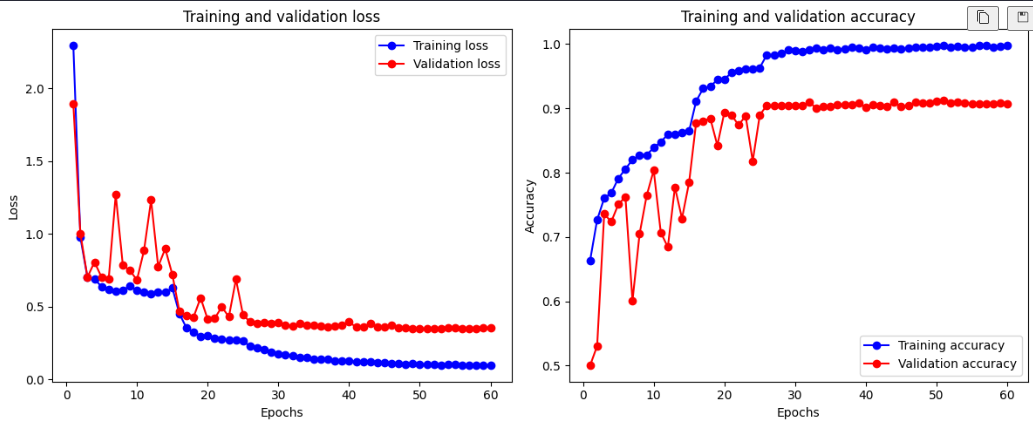 Training and validation loss
Training loss
Validation loss
2.0
1.5
1.0
0.5
0.0
Loss
0 10 20 30 40 50 60
Epochs
Training and validation accuracy
1.0
0.9
0.8
0.7
0.6
0.5
Accuracy
Training accuracy
Validation accuracy
0 10 20 30 40 50 60
Epochs